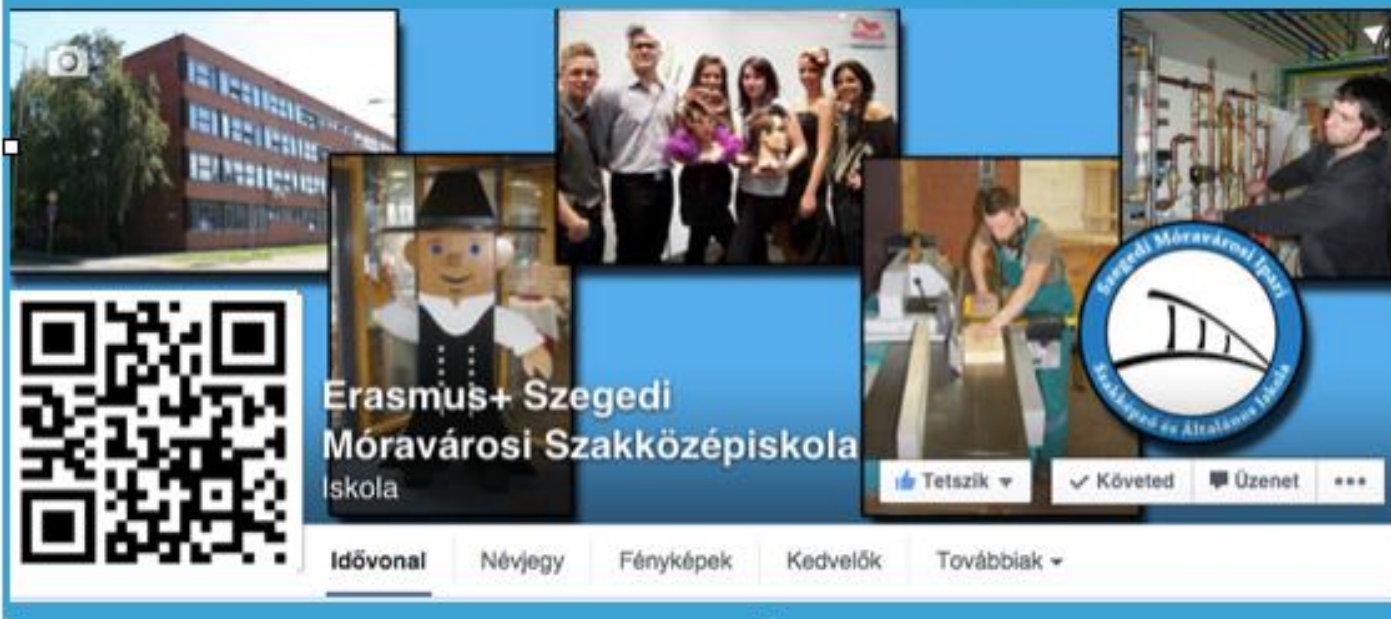 Szegedi Móravárosi Ipari
Szakképző és Általános Iskola
Erasmus+ Szegedi
Móravárosi Szakközépiskola
Iskola
Tetszik
Követed
Üzenet
Idővonal
Névjegy
Fényképek
Kedvelők
Továbbiak